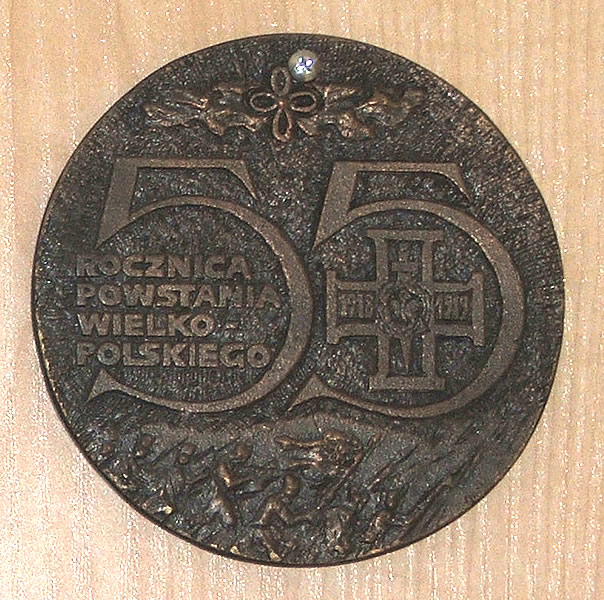 55
ROCZNICA
POWSTANIA
WIELKO-
POLSKIEGO
1918 1919